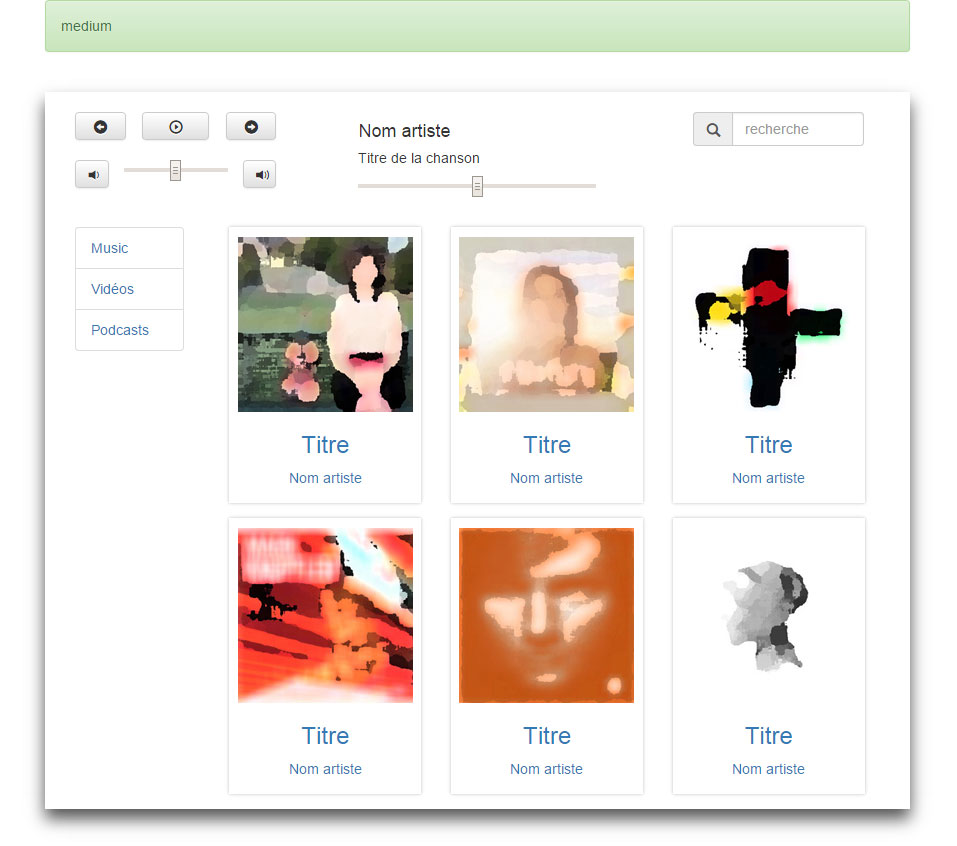 medium
Nom artiste
Titre de la chanson
recherche
Music
Vidéos
Podcasts
Titre
Nom artiste
Titre
Nom artiste
Titre
Nom artiste
Titre
Nom artiste
Titre
Nom artiste
Titre
Nom artiste